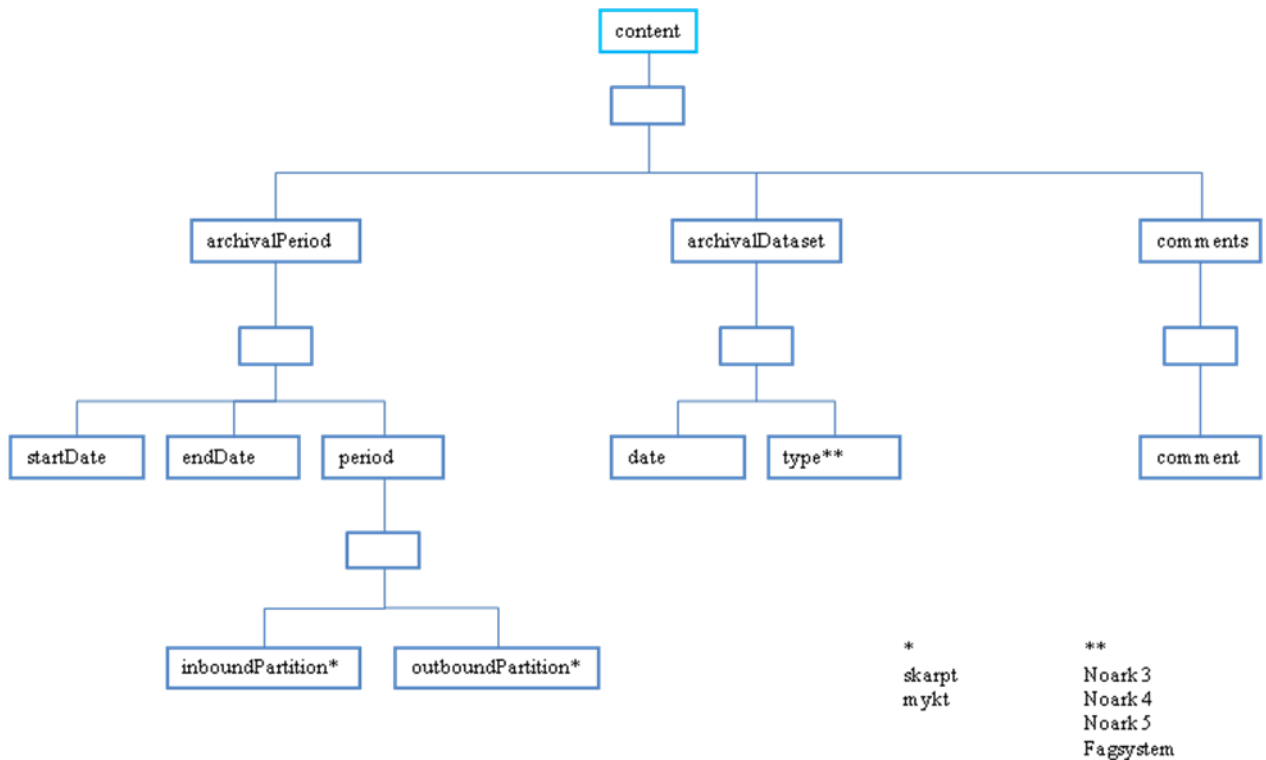 content
archivalPeriod
archivalDataset
comments
startDate
endDate
period
date
type**
comment
inboundPartition*
outboundPartition*
*
skarpt
mykt
**
Noark 3
Noark 4
Noark 5
Fagsystem